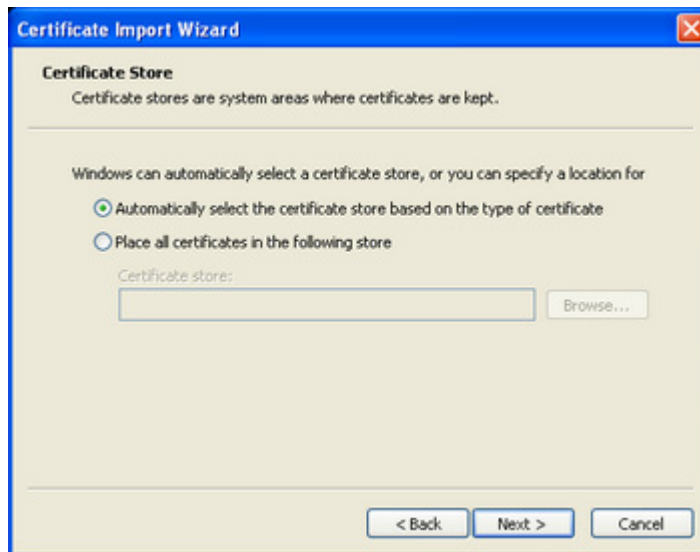 Certificate Import Wizard
Certificate Store
Certificate stores are system areas where certificates are kept.
Windows can automatically select a certificate store, or you can specify a location for
Automatically select the certificate store based on the type of certificate
Place all certificates in the following store
Certificate store:
Browse...
< Back Next > Cancel